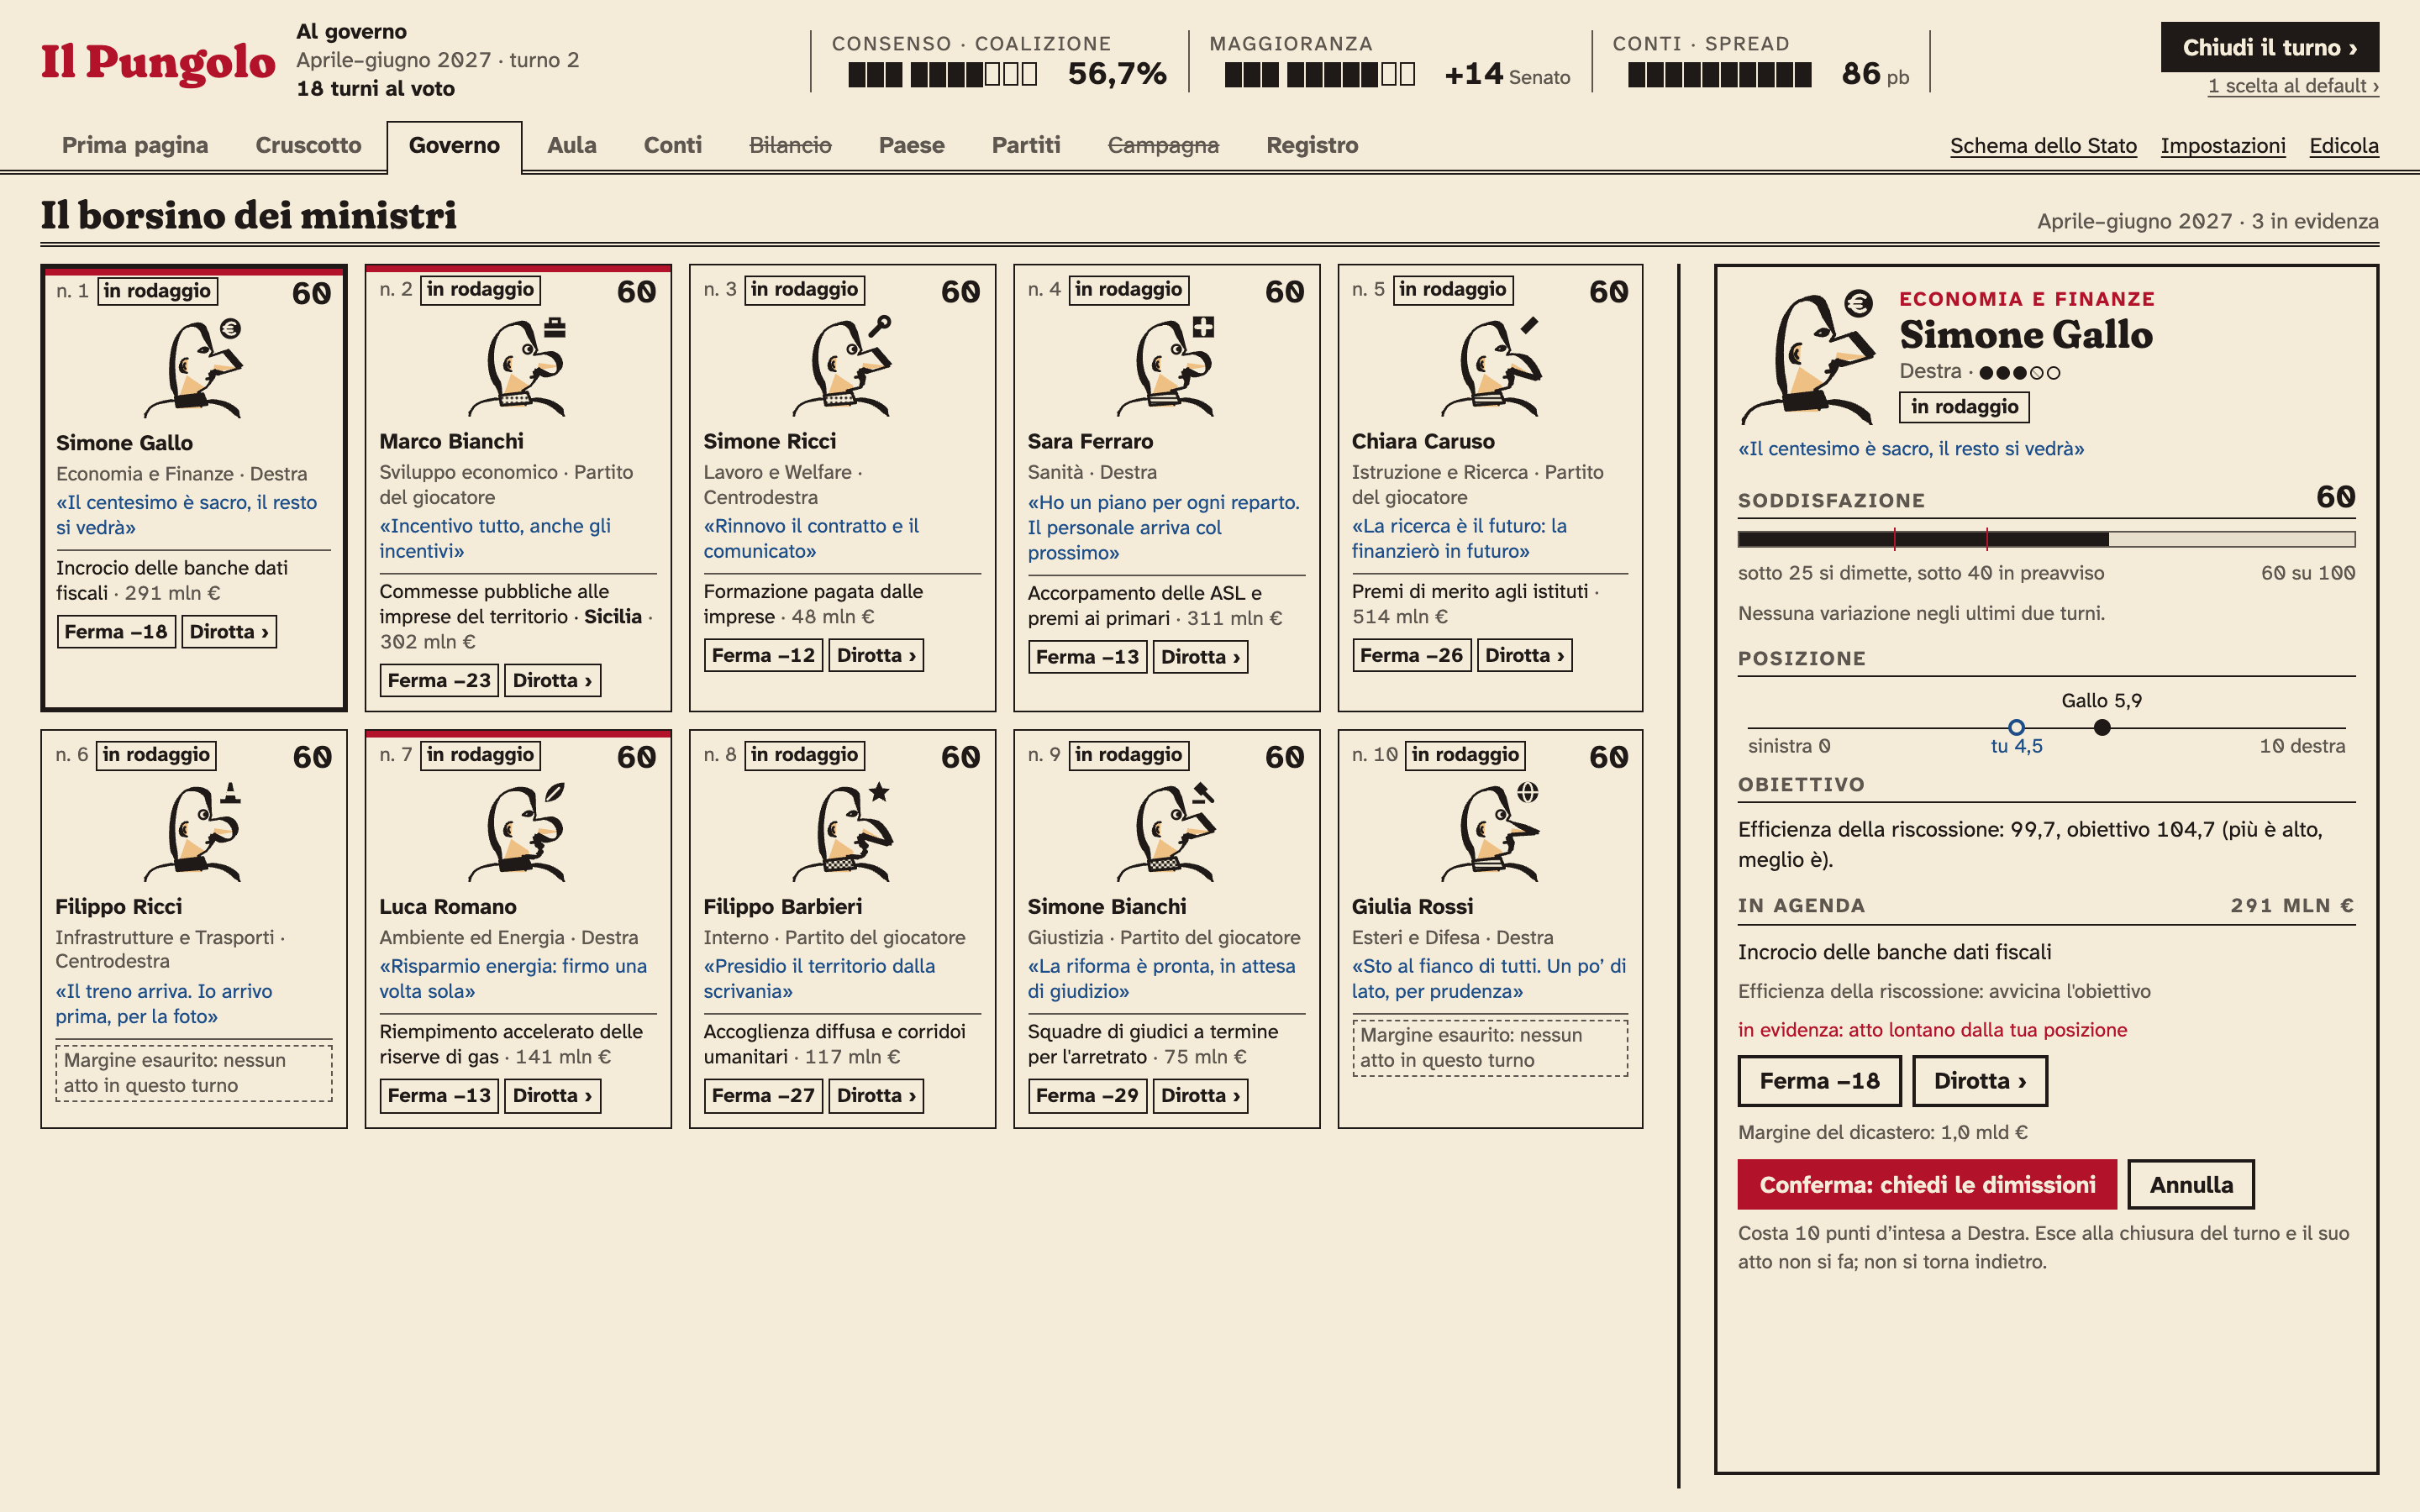 Il Pungolo
Al governo
Aprile–giugno 2027 · turno 2
18 turni al voto
CONSENSO · COALIZIONE
56,7%
MAGGIORANZA
+14 Senato
CONTI · SPREAD
86 pb
Chiudi il turno ›
1 scelta al default ›
Prima pagina
Cruscotto
Governo
Aula
Conti
Bilancio
Paese
Partiti
Campagna
Registro
Schema dello Stato
Impostazioni
Edicola
Il borsino dei ministri
Aprile–giugno 2027 · 3 in evidenza
n. 1 in rodaggio 60
Simone Gallo
Economia e Finanze · Destra
«Il centesimo è sacro, il resto
si vedrà»
Incrocio delle banche dati
fiscali · 291 mln €
Ferma –18 Dirotta ›
n. 2 in rodaggio 60
Marco Bianchi
Sviluppo economico · Partito
del giocatore
«Incentivo tutto, anche gli
incentivi»
Commesse pubbliche alle
imprese del territorio · Sicilia ·
302 mln €
Ferma –23 Dirotta ›
n. 3 in rodaggio 60
Simone Ricci
Lavoro e Welfare ·
Centrodestra
«Rinnovo il contratto e il
comunicato»
Formazione pagata dalle
imprese · 48 mln €
Ferma –12 Dirotta ›
n. 4 in rodaggio 60
Sara Ferraro
Sanità · Destra
«Ho un piano per ogni reparto.
Il personale arriva col
prossimo»
Accorpamento delle ASL e
premi ai primari · 311 mln €
Ferma –13 Dirotta ›
n. 5 in rodaggio 60
Chiara Caruso
Istruzione e Ricerca · Partito
del giocatore
«La ricerca è il futuro: la
finanzierò in futuro»
Premi di merito agli istituti ·
514 mln €
Ferma –26 Dirotta ›
n. 6 in rodaggio 60
Filippo Ricci
Infrastrutture e Trasporti ·
Centrodestra
«Il treno arriva. Io arrivo
prima, per la foto»
Margine esaurito: nessun
atto in questo turno
n. 7 in rodaggio 60
Luca Romano
Ambiente ed Energia · Destra
«Risparmio energia: firmo una
volta sola»
Riempimento accelerato delle
riserve di gas · 141 mln €
Ferma –13 Dirotta ›
n. 8 in rodaggio 60
Filippo Barbieri
Interno · Partito del giocatore
«Presidio il territorio dalla
scrivania»
Accoglienza diffusa e corridoi
umanitari · 117 mln €
Ferma –27 Dirotta ›
n. 9 in rodaggio 60
Simone Bianchi
Giustizia · Partito del giocatore
«La riforma è pronta, in attesa
di giudizio»
Squadre di giudici a termine
per l'arretrato · 75 mln €
Ferma –29 Dirotta ›
n. 10 in rodaggio 60
Giulia Rossi
Esteri e Difesa · Destra
«Sto al fianco di tutti. Un po’ di
lato, per prudenza»
Margine esaurito: nessun
atto in questo turno
ECONOMIA E FINANZE
Simone Gallo
Destra ·
in rodaggio
«Il centesimo è sacro, il resto si vedrà»
SODDISFAZIONE 60
sotto 25 si dimette, sotto 40 in preavviso 60 su 100
Nessuna variazione negli ultimi due turni.
POSIZIONE
Gallo 5,9
sinistra 0 tu 4,5 10 destra
OBIETTIVO
Efficienza della riscossione: 99,7, obiettivo 104,7 (più è alto,
meglio è).
IN AGENDA 291 MLN €
Incrocio delle banche dati fiscali
Efficienza della riscossione: avvicina l'obiettivo
in evidenza: atto lontano dalla tua posizione
Ferma –18 Dirotta ›
Margine del dicastero: 1,0 mld €
Conferma: chiedi le dimissioni Annulla
Costa 10 punti d’intesa a Destra. Esce alla chiusura del turno e il suo
atto non si fa; non si torna indietro.